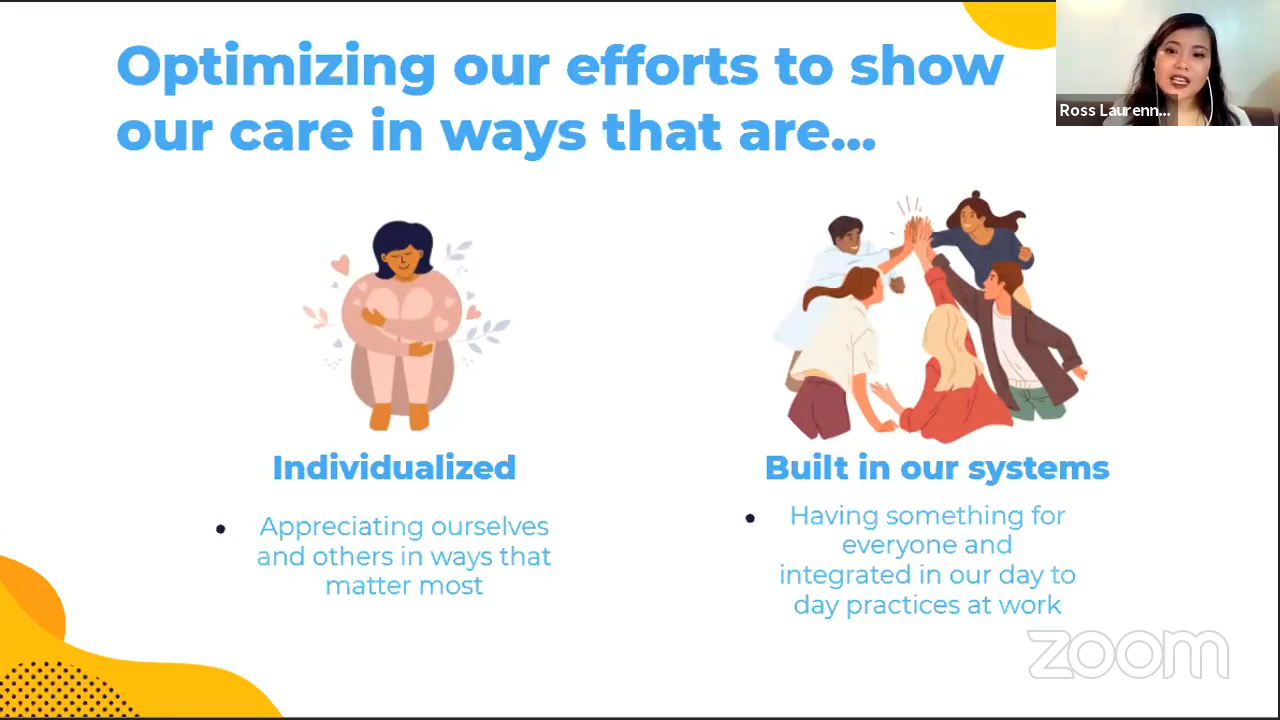 Optimizing our efforts to show
our care in ways that are...
Ross Laurenn...
Individualized
Built in our systems
• Appreciating ourselves
and others in ways that
matter most
• Having something for
everyone and
integrated in our day to
day practices at work
zoom